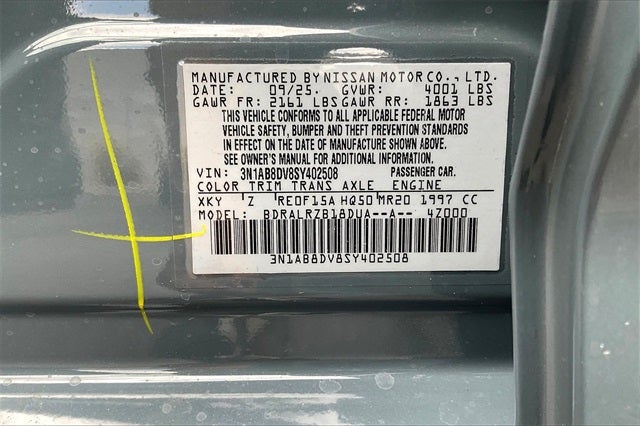 MANUFACTURED BY NISSAN MOTOR CO., LTD.
DATE: 09/25. GVWR: 4001 LBS
GAWR FR: 2161 LBS GAWR RR: 1863 LBS
THIS VEHICLE CONFORMS TO ALL APPLICABLE FEDERAL MOTOR
VEHICLE SAFETY, BUMPER AND THEFT PREVENTION STANDARDS
IN EFFECT ON THE DATE OF MANUFACTURE SHOWN ABOVE.
SEE OWNER'S MANUAL FOR ADDITIONAL INFORMATION.
VIN: 3N1AB8DV8SY402508 PASSENGER CAR.
COLOR TRIM TRANS AXLE ENGINE
XKY Z RE0F15A HQ50 MR20 1997 CC
MODEL: BDRALRZB18DUA--A-- 4Z000
3N1AB8DV8SY402508